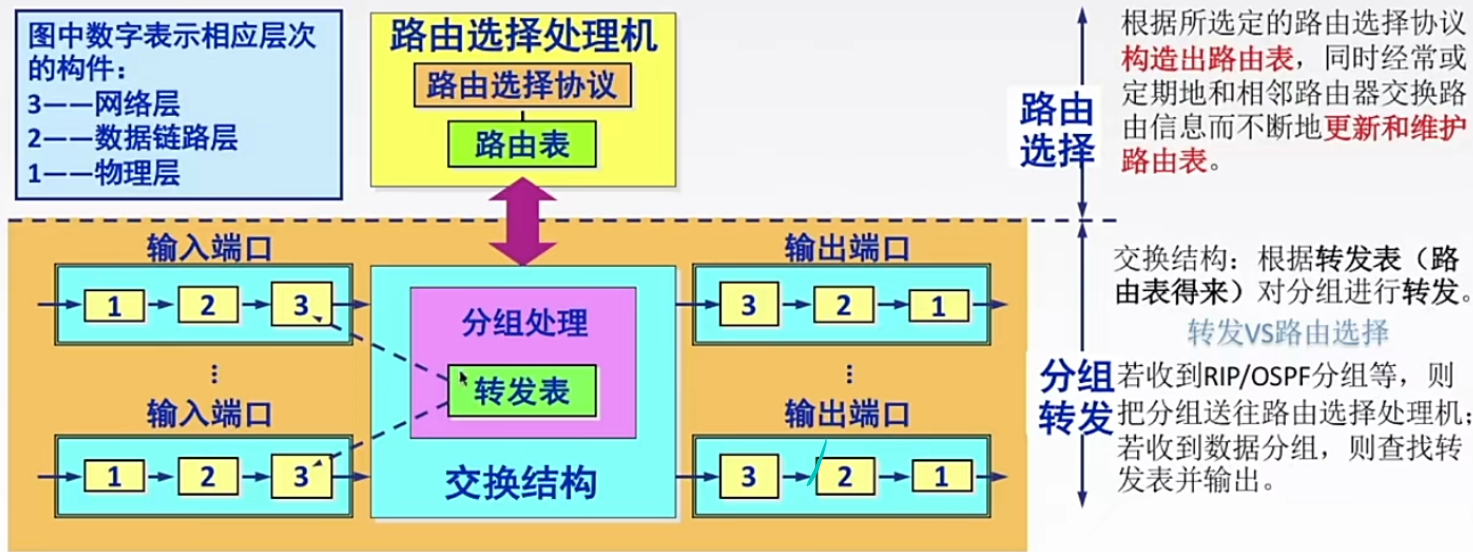 图中数字表示相应层次
的构件：
3——网络层
2——数据链路层
1——物理层
路由选择处理机
路由选择协议
路由表
路由
选择
根据所选定的路由选择协议
构造出路由表，同时经常或
定期地和相邻路由器交换路
由信息而不断地更新和维护
路由表。
输入端口
1 2 3
⋮
输入端口
1 2 3
分组处理
转发表
交换结构
输出端口
3 2 1
⋮
输出端口
3 2 1
分组
转发
交换结构：根据转发表（路
由表得来）对分组进行转发。
转发VS路由选择
若收到RIP/OSPF分组等，则
把分组送往路由选择处理机；
若收到数据分组，则查找转
发表并输出。